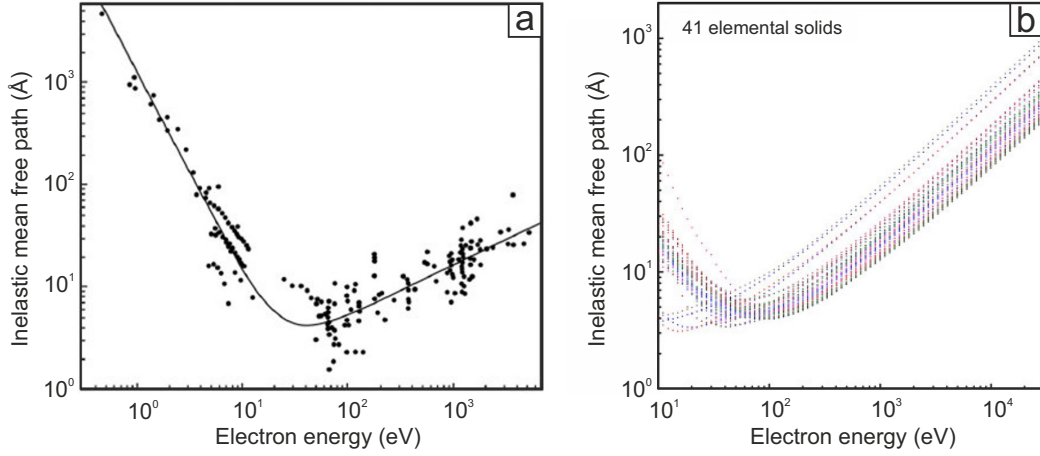 a
Inelastic mean free path (Å)
10³
10²
10¹
10⁰
10⁰ 10¹ 10² 10³
Electron energy (eV)
b
41 elemental solids
Inelastic mean free path (Å)
10³
10²
10¹
10⁰
10¹ 10² 10³ 10⁴
Electron energy (eV)